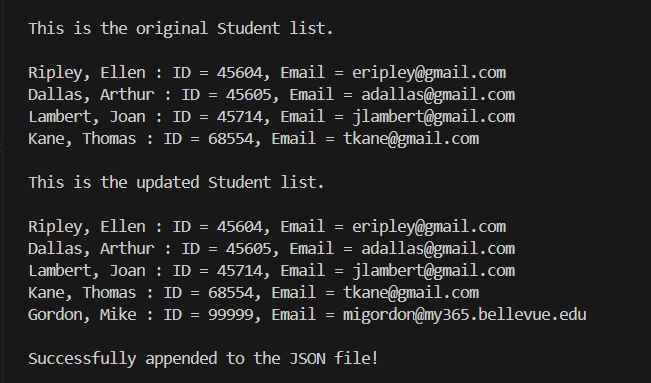 This is the original Student list.
Ripley, Ellen : ID = 45604, Email = eripley@gmail.com
Dallas, Arthur : ID = 45605, Email = adallas@gmail.com
Lambert, Joan : ID = 45714, Email = jlambert@gmail.com
Kane, Thomas : ID = 68554, Email = tkane@gmail.com
This is the updated Student list.
Ripley, Ellen : ID = 45604, Email = eripley@gmail.com
Dallas, Arthur : ID = 45605, Email = adallas@gmail.com
Lambert, Joan : ID = 45714, Email = jlambert@gmail.com
Kane, Thomas : ID = 68554, Email = tkane@gmail.com
Gordon, Mike : ID = 99999, Email = migordon@my365.bellevue.edu
Successfully appended to the JSON file!